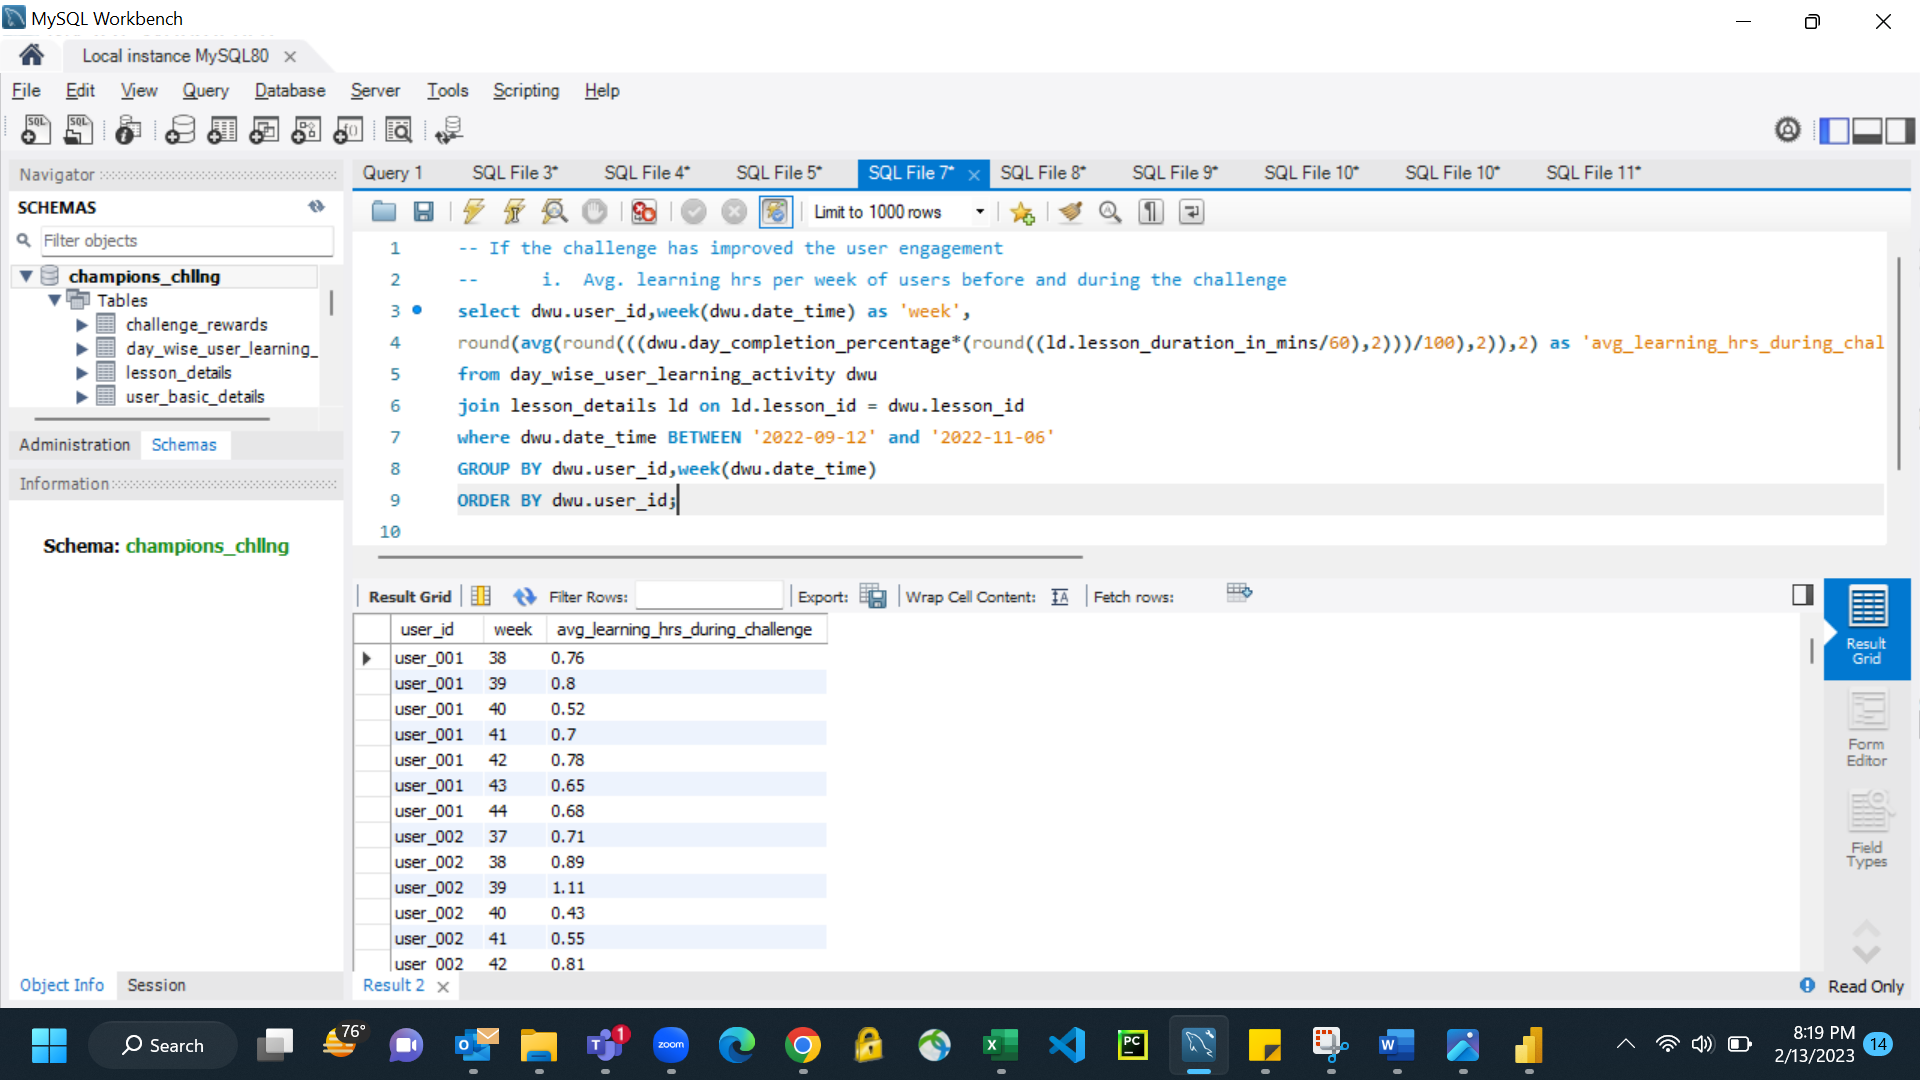 MySQL Workbench
Local instance MySQL80
File Edit View Query Database Server Tools Scripting Help
Navigator
SCHEMAS
Filter objects
champions_chllng
Tables
challenge_rewards
day_wise_user_learning_
lesson_details
user_basic_details
Administration Schemas
Information
Schema: champions_chllng
Object Info Session
Query 1 SQL File 3* SQL File 4* SQL File 5* SQL File 7* SQL File 8* SQL File 9* SQL File 10* SQL File 10* SQL File 11*
Limit to 1000 rows
1 -- If the challenge has improved the user engagement
2 -- i. Avg. learning hrs per week of users before and during the challenge
3 select dwu.user_id,week(dwu.date_time) as 'week',
4 round(avg(round(((dwu.day_completion_percentage*(round((ld.lesson_duration_in_mins/60),2)))/100),2)),2) as 'avg_learning_hrs_during_chal
5 from day_wise_user_learning_activity dwu
6 join lesson_details ld on ld.lesson_id = dwu.lesson_id
7 where dwu.date_time BETWEEN '2022-09-12' and '2022-11-06'
8 GROUP BY dwu.user_id,week(dwu.date_time)
9 ORDER BY dwu.user_id;
10
Result Grid Filter Rows: Export: Wrap Cell Content: Fetch rows:
user_id week avg_learning_hrs_during_challenge
user_001 38 0.76
user_001 39 0.8
user_001 40 0.52
user_001 41 0.7
user_001 42 0.78
user_001 43 0.65
user_001 44 0.68
user_002 37 0.71
user_002 38 0.89
user_002 39 1.11
user_002 40 0.43
user_002 41 0.55
user_002 42 0.81
Result
Grid
Form
Editor
Field
Types
Result 2
Read Only
Search
76°
1
zoom
PC
8:19 PM
2/13/2023
14